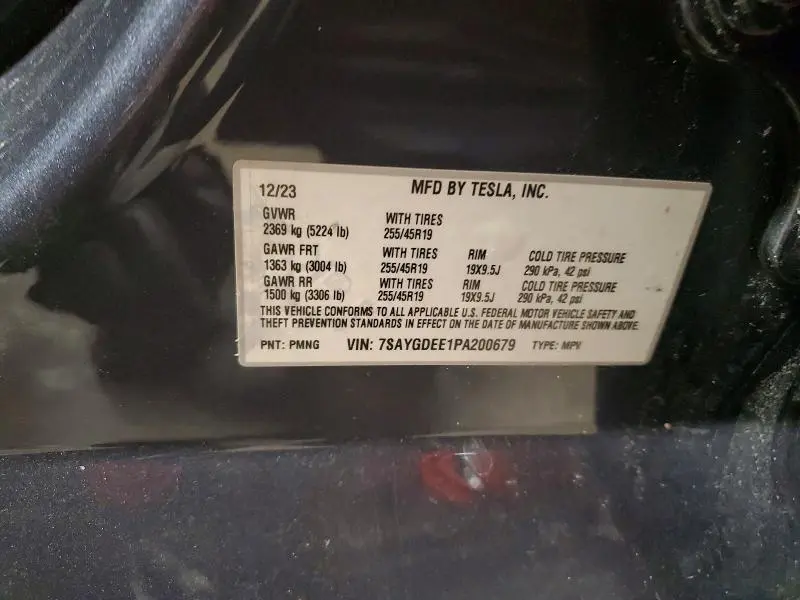 12/23 MFD BY TESLA, INC.
GVWR WITH TIRES
2369 kg (5224 lb) 255/45R19
GAWR FRT WITH TIRES RIM COLD TIRE PRESSURE
1363 kg (3004 lb) 255/45R19 19X9.5J 290 kPa, 42 psi
GAWR RR WITH TIRES RIM COLD TIRE PRESSURE
1500 kg (3306 lb) 255/45R19 19X9.5J 290 kPa, 42 psi
THIS VEHICLE CONFORMS TO ALL APPLICABLE U.S. FEDERAL MOTOR VEHICLE SAFETY AND
THEFT PREVENTION STANDARDS IN EFFECT ON THE DATE OF MANUFACTURE SHOWN ABOVE.
PNT: PMNG VIN: 7SAYGDEE1PA200679 TYPE: MPV